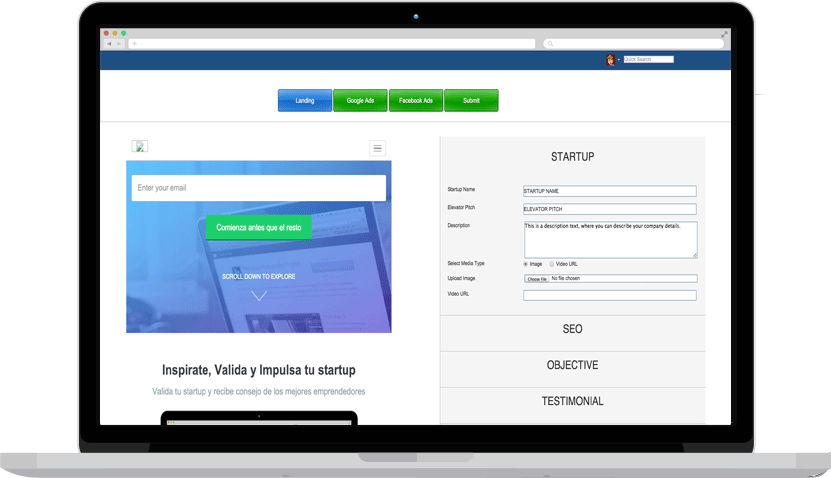 Quick Search
Landing
Google Ads
Facebook Ads
Submit
Enter your email
Comienza antes que el resto
SCROLL DOWN TO EXPLORE
Inspirate, Valida y Impulsa tu startup
Valida tu startup y recibe consejo de los mejores emprendedores
STARTUP
Startup Name
STARTUP NAME
Elevator Pitch
ELEVATOR PITCH
Description
This is a description text, where you can describe your company details.
Select Media Type
Image
Video URL
Upload Image
Choose File
No file chosen
Video URL
SEO
OBJECTIVE
TESTIMONIAL